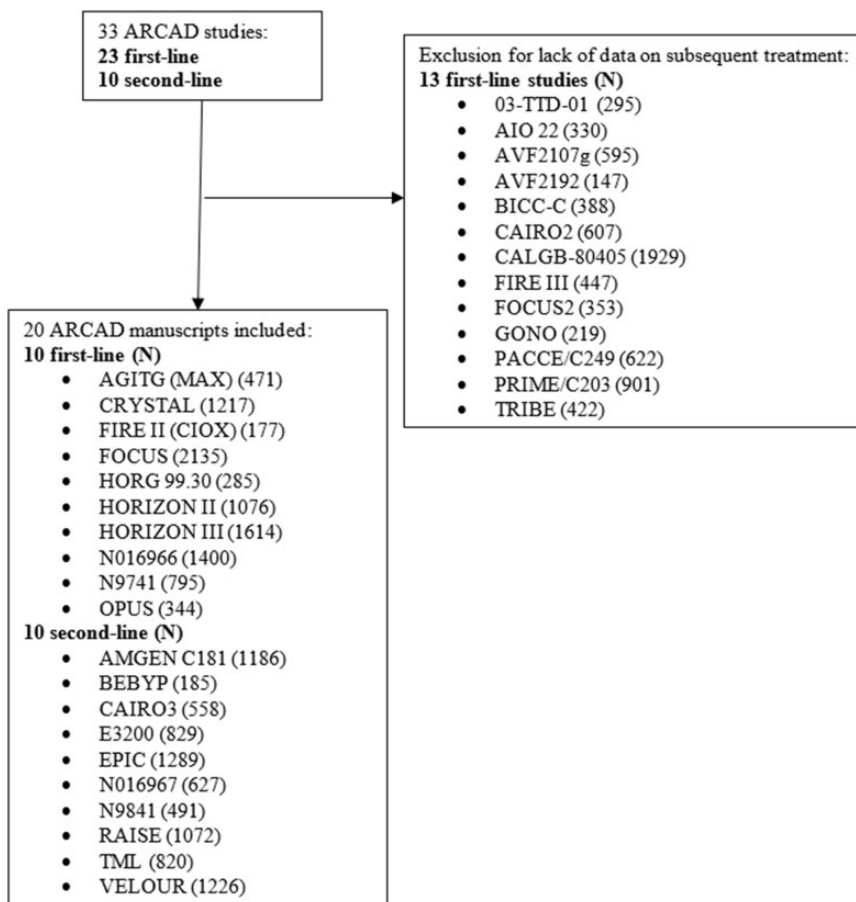 33 ARCAD studies:
23 first-line
10 second-line
Exclusion for lack of data on subsequent treatment:
13 first-line studies (N)
• 03-TTD-01 (295)
• AIO 22 (330)
• AVF2107g (595)
• AVF2192 (147)
• BICC-C (388)
• CAIRO2 (607)
• CALGB-80405 (1929)
• FIRE III (447)
• FOCUS2 (353)
• GONO (219)
• PACCE/C249 (622)
• PRIME/C203 (901)
• TRIBE (422)
20 ARCAD manuscripts included:
10 first-line (N)
• AGITG (MAX) (471)
• CRYSTAL (1217)
• FIRE II (CIOX) (177)
• FOCUS (2135)
• HORG 99.30 (285)
• HORIZON II (1076)
• HORIZON III (1614)
• N016966 (1400)
• N9741 (795)
• OPUS (344)
10 second-line (N)
• AMGEN C181 (1186)
• BEBYP (185)
• CAIRO3 (558)
• E3200 (829)
• EPIC (1289)
• N016967 (627)
• N9841 (491)
• RAISE (1072)
• TML (820)
• VELOUR (1226)